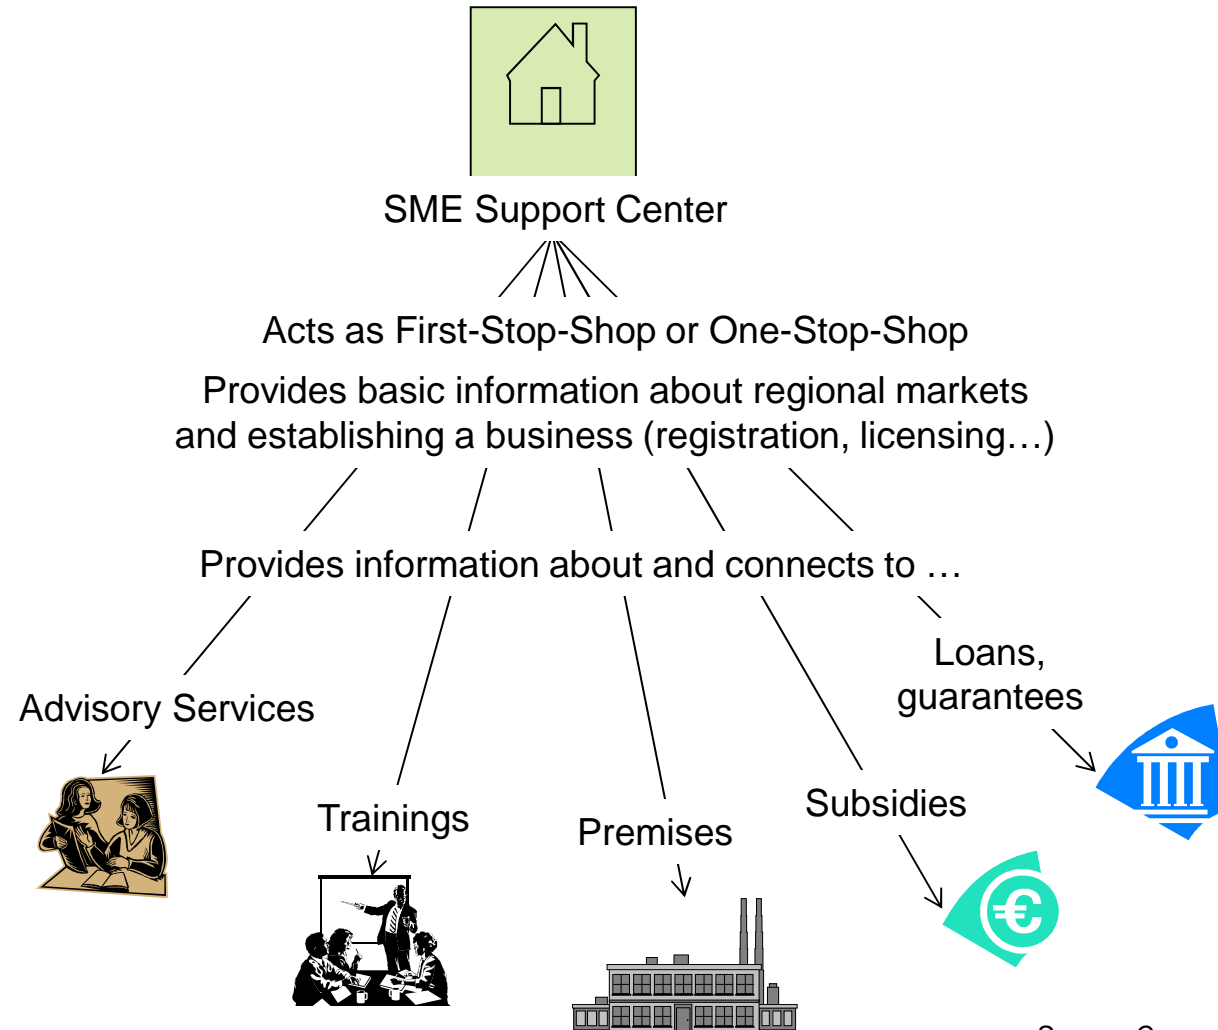 SME Support Center
Acts as First-Stop-Shop or One-Stop-Shop
Provides basic information about regional markets
and establishing a business (registration, licensing…)
Provides information about and connects to …
Loans,
guarantees
Advisory Services
Subsidies
Trainings
Premises
€